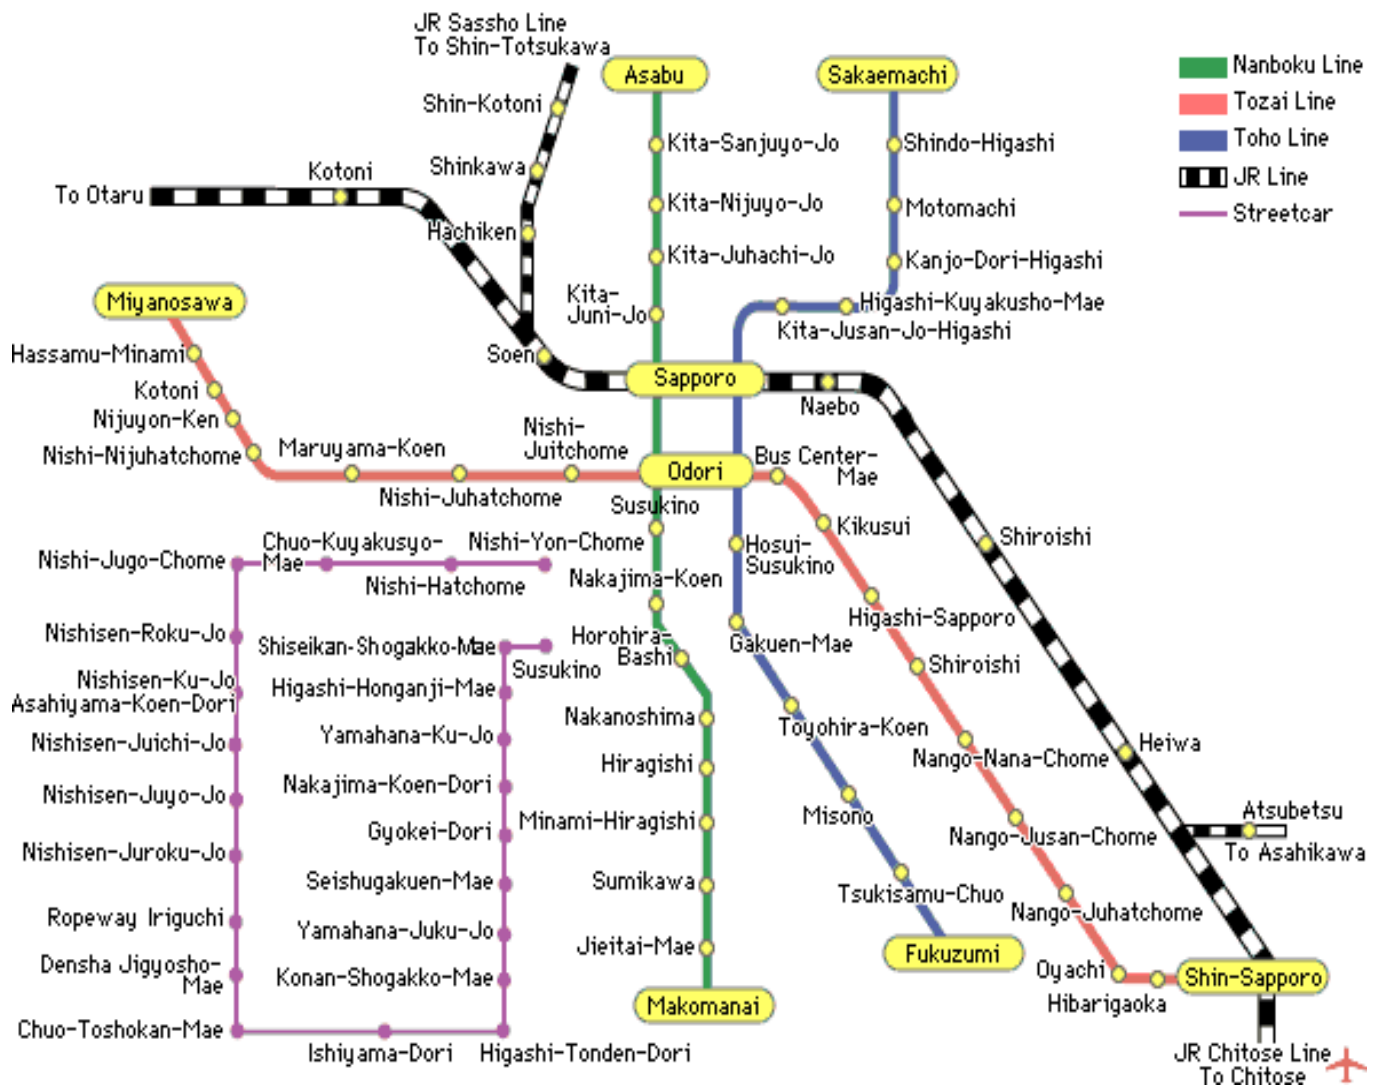 JR Sassho Line
To Shin-Totsukawa
Asabu
Sakaemachi
Nanboku Line
Tozai Line
Toho Line
JR Line
Streetcar
Shin-Kotoni
Kita-Sanjuyo-Jo
Shindo-Higashi
Shinkawa
Kotoni
To Otaru
Kita-Nijuyo-Jo
Motomachi
Hachiken
Kita-Juhachi-Jo
Kanjo-Dori-Higashi
Miyanosawa
Kita-
Juni-Jo
Higashi-Kuyakusho-Mae
Kita-Jusan-Jo-Higashi
Hassamu-Minami
Soen
Sapporo
Kotoni
Naebo
Nijuyon-Ken
Nishi-Nijuhatchome
Maruyama-Koen
Nishi-
Juitchome
Odori
Bus Center-
Mae
Nishi-Juhatchome
Susukino
Kikusui
Nishi-Jugo-Chome
Chuo-Kuyakusyo-
Mae
Nishi-Yon-Chome
Nishi-Hatchome
Hosui-
Susukino
Shiroishi
Nakajima-Koen
Higashi-Sapporo
Nishisen-Roku-Jo
Shiseikan-Shogakko-Mae
Susukino
Horohira-
Bashi
Gakuen-Mae
Shiroishi
Nishisen-Ku-Jo
Asahiyama-Koen-Dori
Higashi-Honganji-Mae
Nakanoshima
Toyohira-Koen
Nishisen-Juichi-Jo
Yamahana-Ku-Jo
Hiragishi
Nango-Nana-Chome
Heiwa
Nishisen-Juyo-Jo
Nakajima-Koen-Dori
Minami-Hiragishi
Misono
Nango-Jusan-Chome
Atsubetsu
To Asahikawa
Nishisen-Juroku-Jo
Gyokei-Dori
Seishugakuen-Mae
Sumikawa
Tsukisamu-Chuo
Nango-Juhatchome
Ropeway Iriguchi
Yamahana-Juku-Jo
Jieitai-Mae
Fukuzumi
Densha Jigyosho-
Mae
Konan-Shogakko-Mae
Makomanai
Oyachi
Hibarigaoka
Shin-Sapporo
Chuo-Toshokan-Mae
Ishiyama-Dori
Higashi-Tonden-Dori
JR Chitose Line
To Chitose